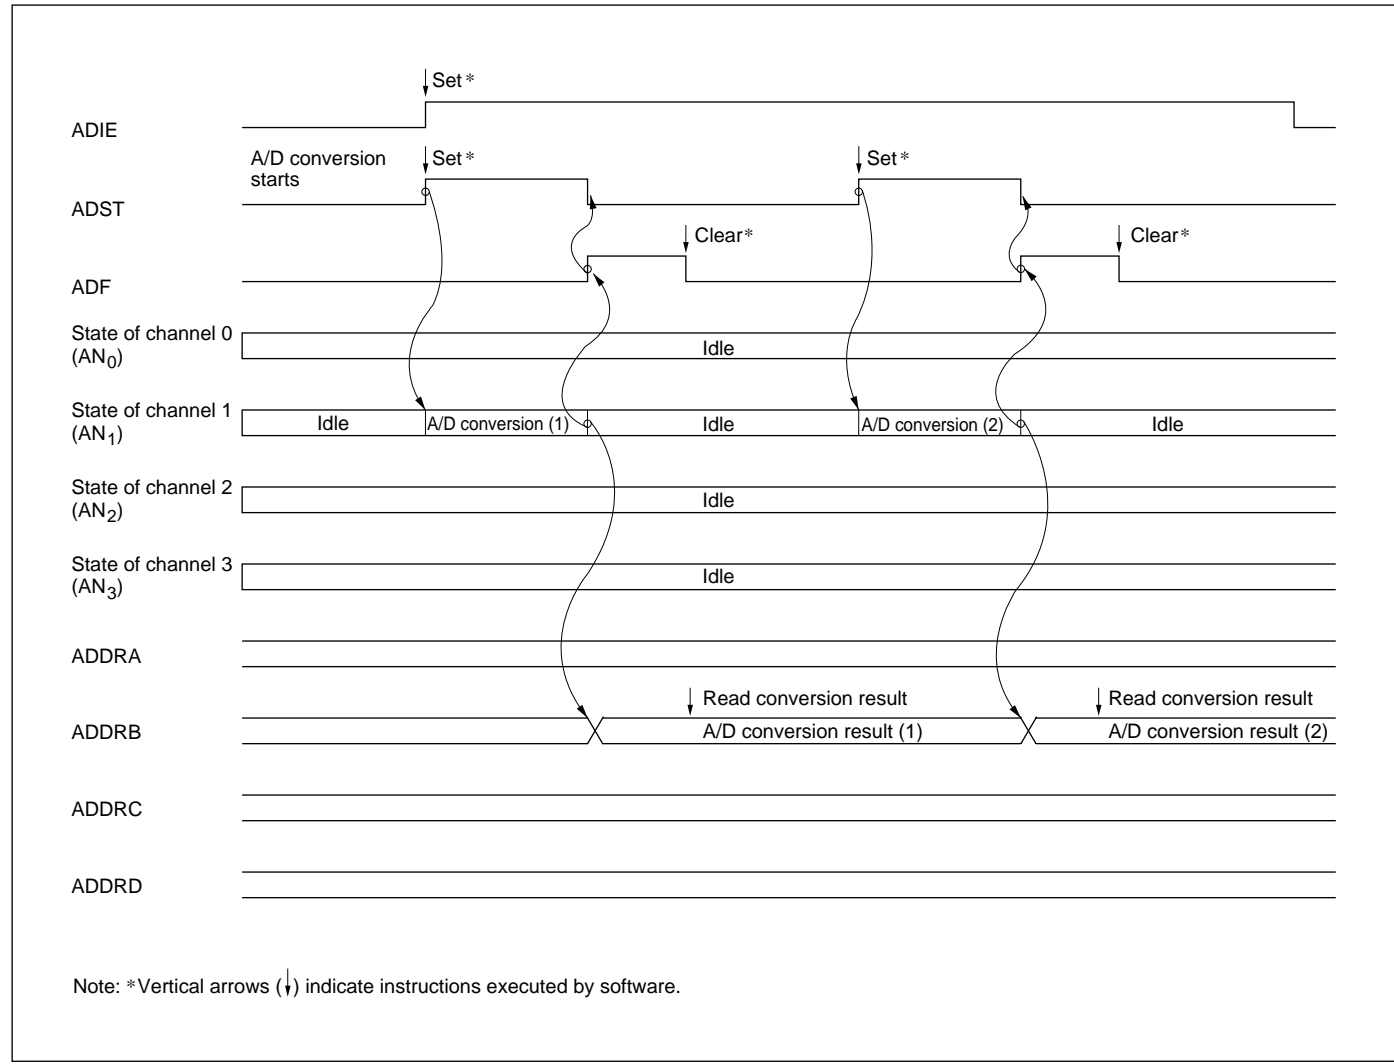 Set*
ADIE
A/D conversion
starts
Set*
Set*
ADST
Clear*
Clear*
ADF
State of channel 0
(AN0)
Idle
State of channel 1
(AN1)
Idle
A/D conversion (1)
Idle
A/D conversion (2)
Idle
State of channel 2
(AN2)
Idle
State of channel 3
(AN3)
Idle
ADDRA
Read conversion result
Read conversion result
ADDRB
A/D conversion result (1)
A/D conversion result (2)
ADDRC
ADDRD
Note: *Vertical arrows (↓) indicate instructions executed by software.